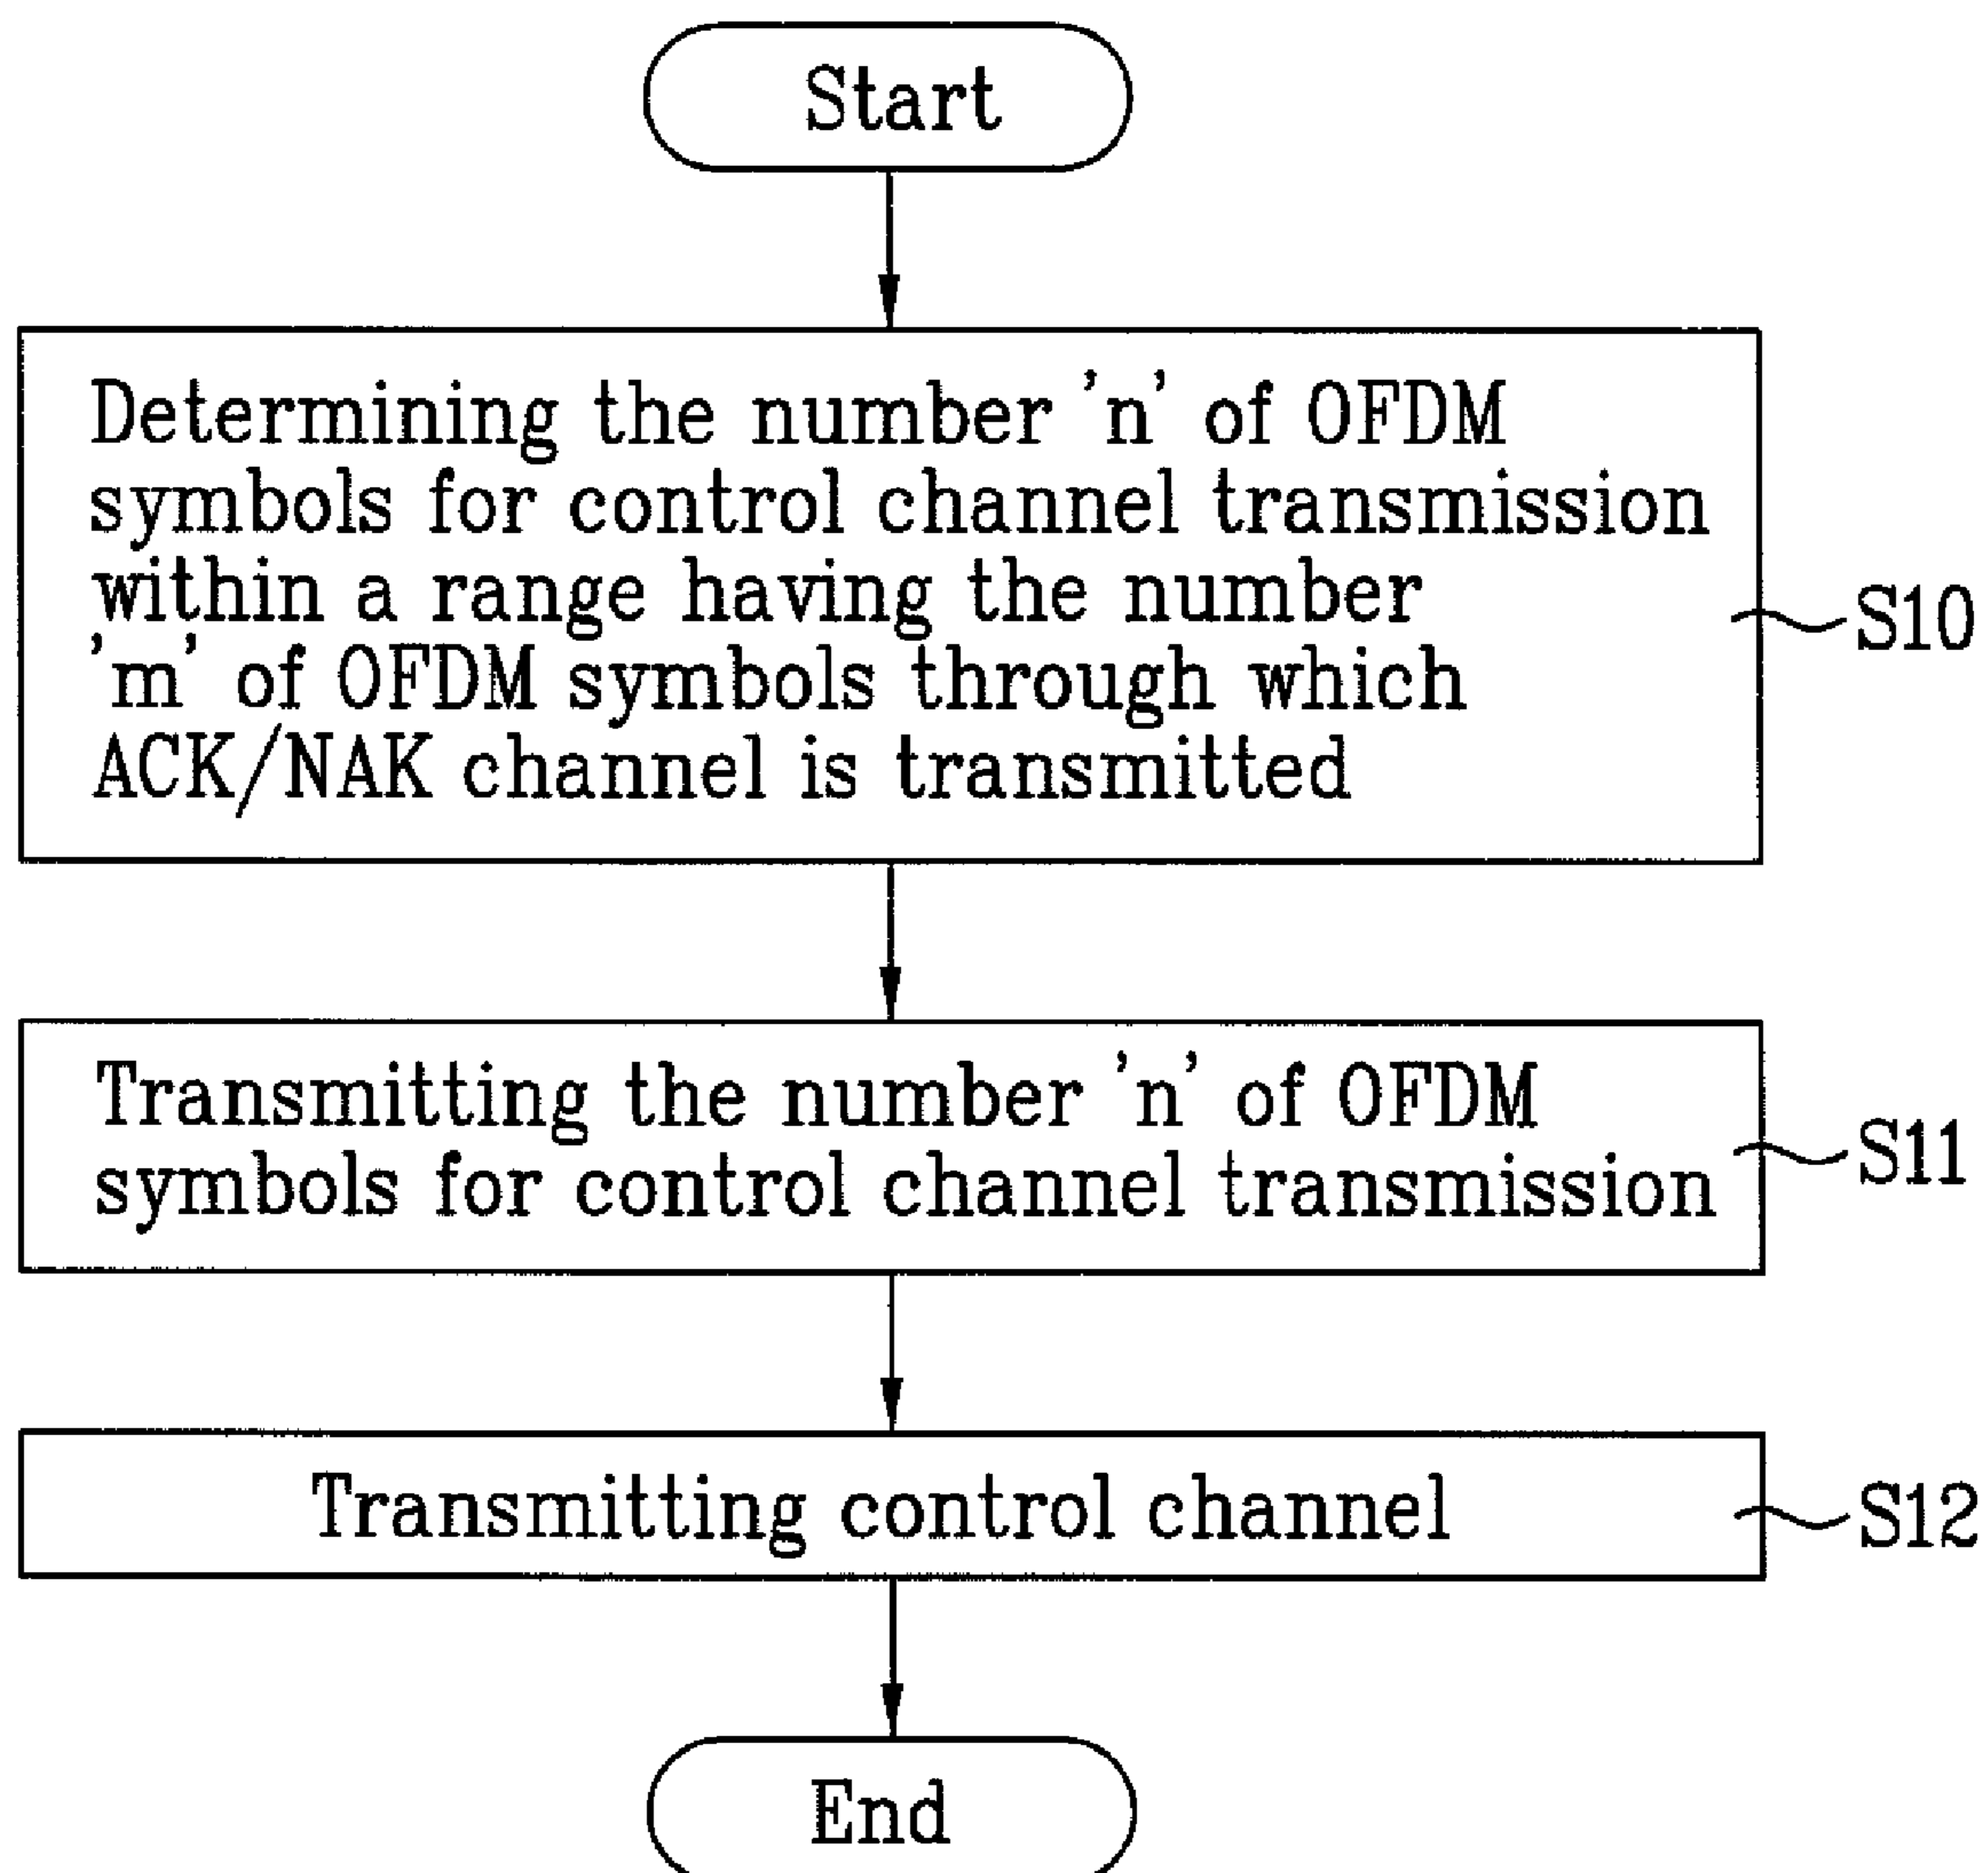 Start
Determining the number 'n' of OFDM
symbols for control channel transmission
within a range having the number
'm' of OFDM symbols through which
ACK/NAK channel is transmitted
S10
Transmitting the number 'n' of OFDM
symbols for control channel transmission
S11
Transmitting control channel
S12
End